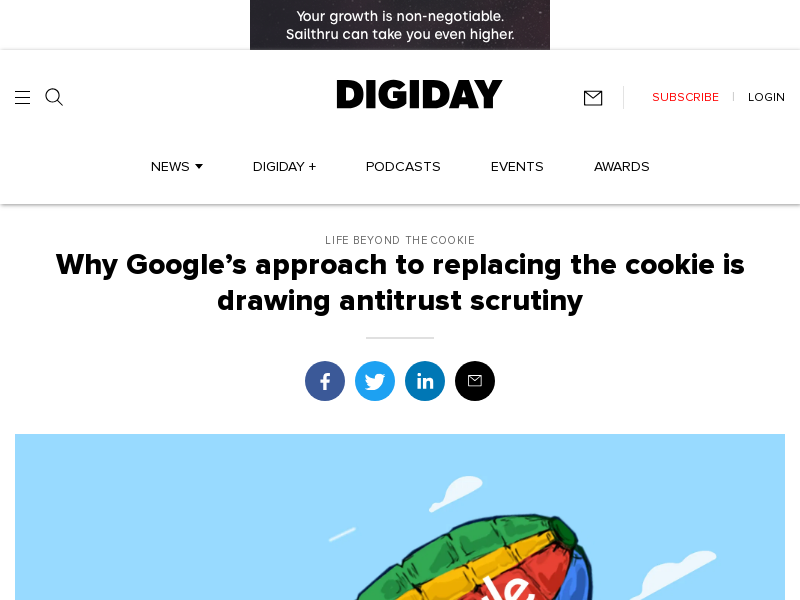 Your growth is non-negotiable.
Sailthru can take you even higher.
DIGIDAY
SUBSCRIBE
LOGIN
NEWS
DIGIDAY +
PODCASTS
EVENTS
AWARDS
LIFE BEYOND THE COOKIE
Why Google’s approach to replacing the cookie is
drawing antitrust scrutiny